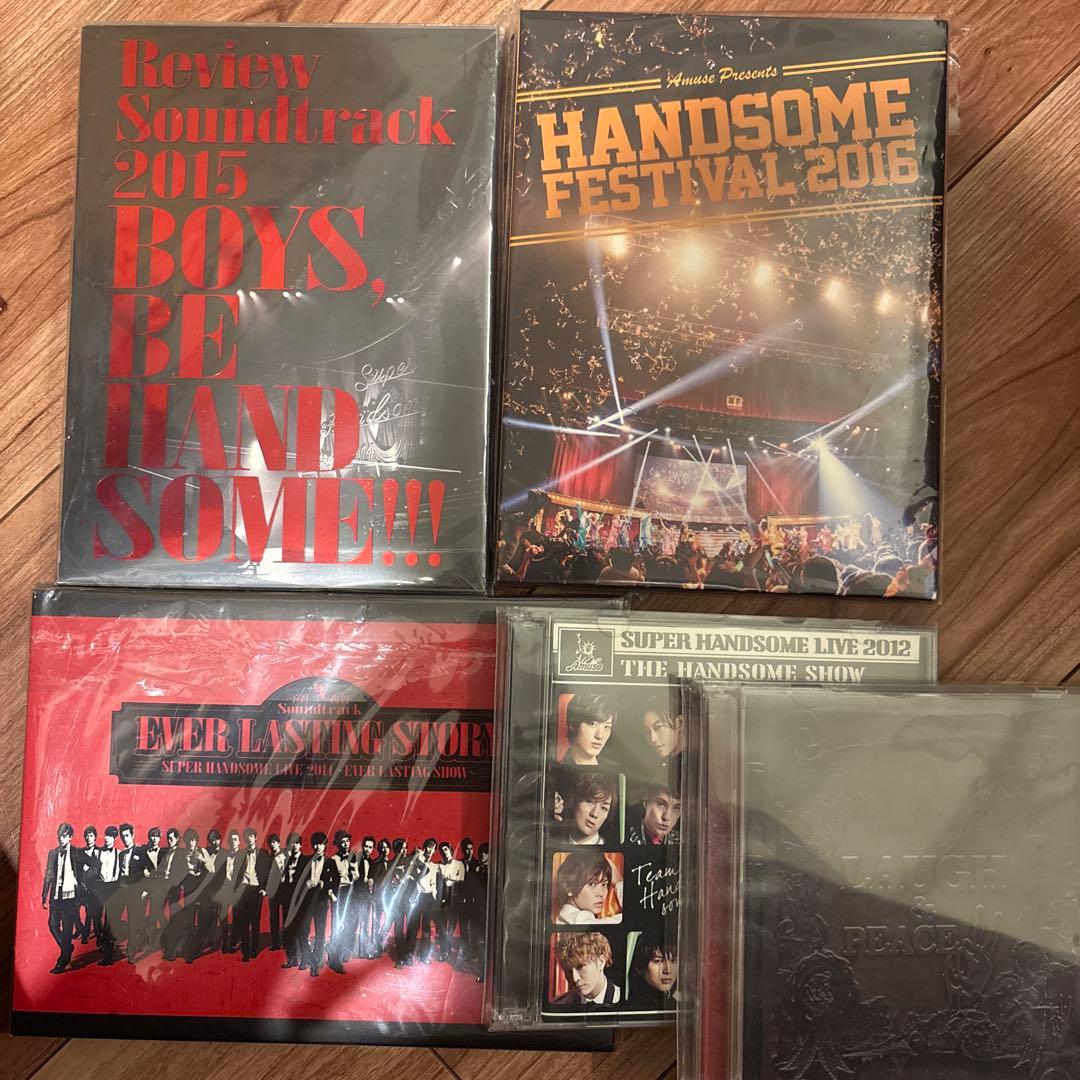 Review
Soundtrack
2015
BOYS,
BE
HAND
SOME!!!
Amuse Presents
HANDSOME
FESTIVAL 2016
H.F.
Soundtrack
EVER LASTING STORY
SUPER HANDSOME LIVE 2014 ~EVER LASTING SHOW~
Amuse
SUPER HANDSOME LIVE 2012
THE HANDSOME SHOW
Team
LAUGH
&
PEACE